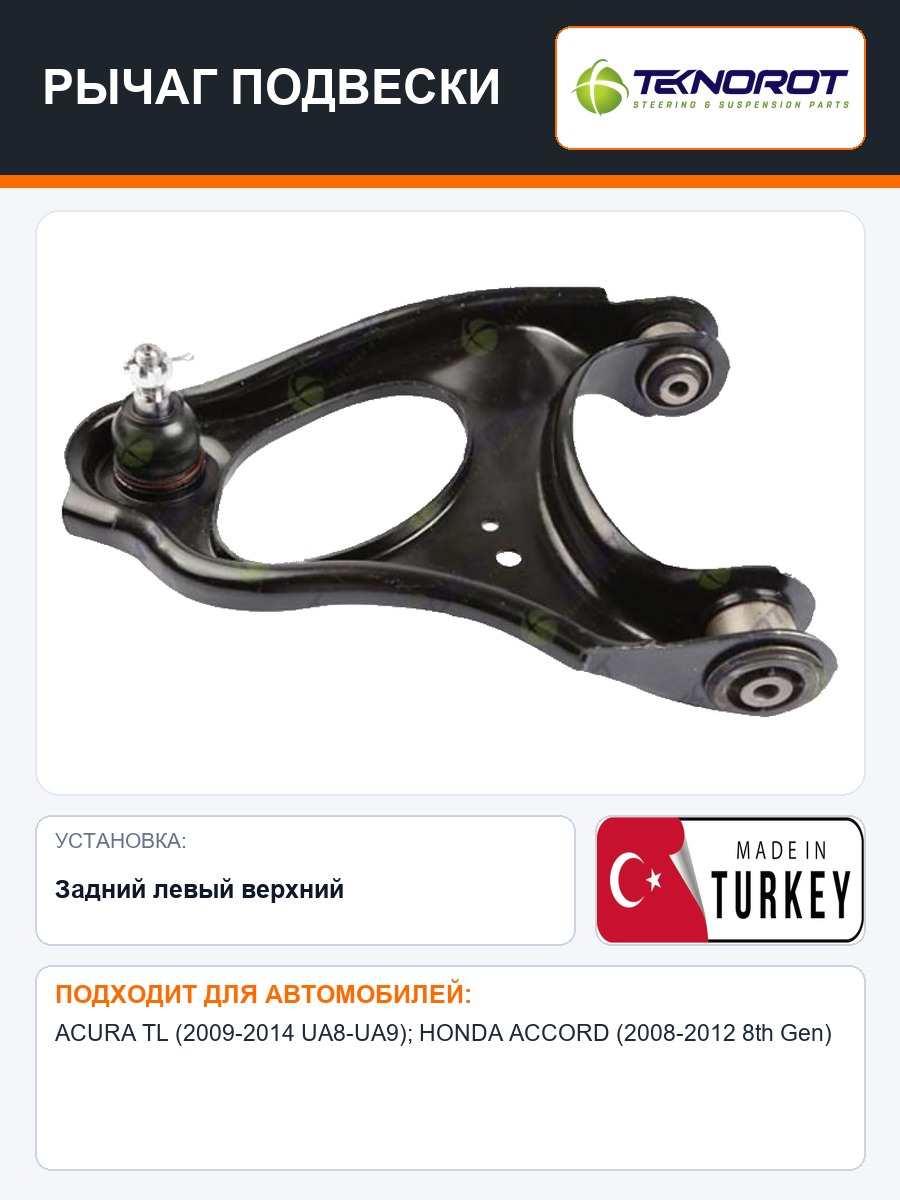 РЫЧАГ ПОДВЕСКИ
TEKNOROT
STEERING & SUSPENSION PARTS
УСТАНОВКА:
Задний левый верхний
MADE IN
TURKEY
ПОДХОДИТ ДЛЯ АВТОМОБИЛЕЙ:
ACURA TL (2009-2014 UA8-UA9); HONDA ACCORD (2008-2012 8th Gen)